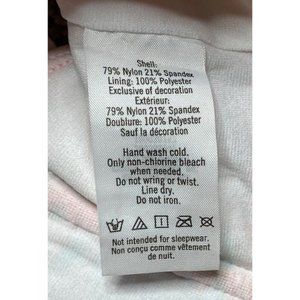 Shell:
79% Nylon 21% Spandex
Lining: 100% Polyester
Exclusive of decoration
Extérieur:
79% Nylon 21% Spandex
Doublure: 100% Polyester
Sauf la décoration
Hand wash cold.
Only non-chlorine bleach
when needed.
Do not wring or twist.
Line dry.
Do not iron.
Not intended for sleepwear.
Non conçu comme vêtement
de nuit.